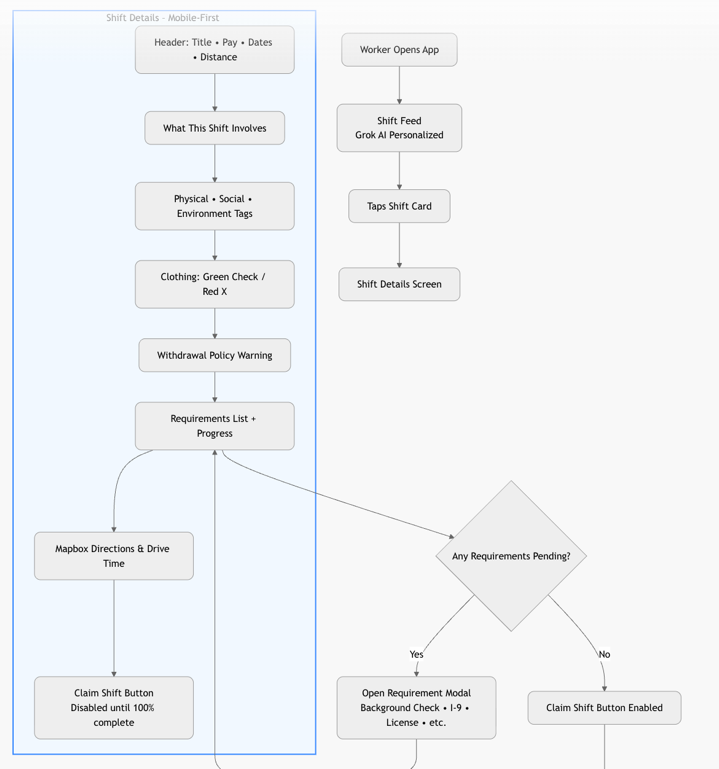 Shift Details - Mobile-First
Header: Title • Pay • Dates
• Distance
What This Shift Involves
Physical • Social •
Environment Tags
Clothing: Green Check /
Red X
Withdrawal Policy Warning
Requirements List +
Progress
Mapbox Directions & Drive
Time
Claim Shift Button
Disabled until 100%
complete
Worker Opens App
Shift Feed
Grok AI Personalized
Taps Shift Card
Shift Details Screen
Any Requirements Pending?
Yes
No
Open Requirement Modal
Background Check • I-9 •
License • etc.
Claim Shift Button Enabled